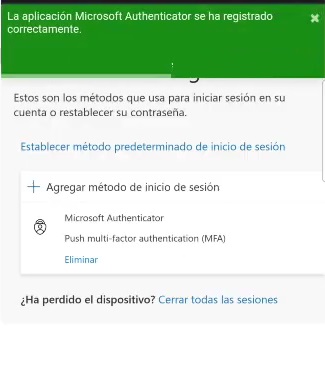 La aplicación Microsoft Authenticator se ha registrado
correctamente.
Estos son los métodos que usa para iniciar sesión en su
cuenta o restablecer su contraseña.
Establecer método predeterminado de inicio de sesión
Agregar método de inicio de sesión
Microsoft Authenticator
Push multi-factor authentication (MFA)
Eliminar
¿Ha perdido el dispositivo? Cerrar todas las sesiones